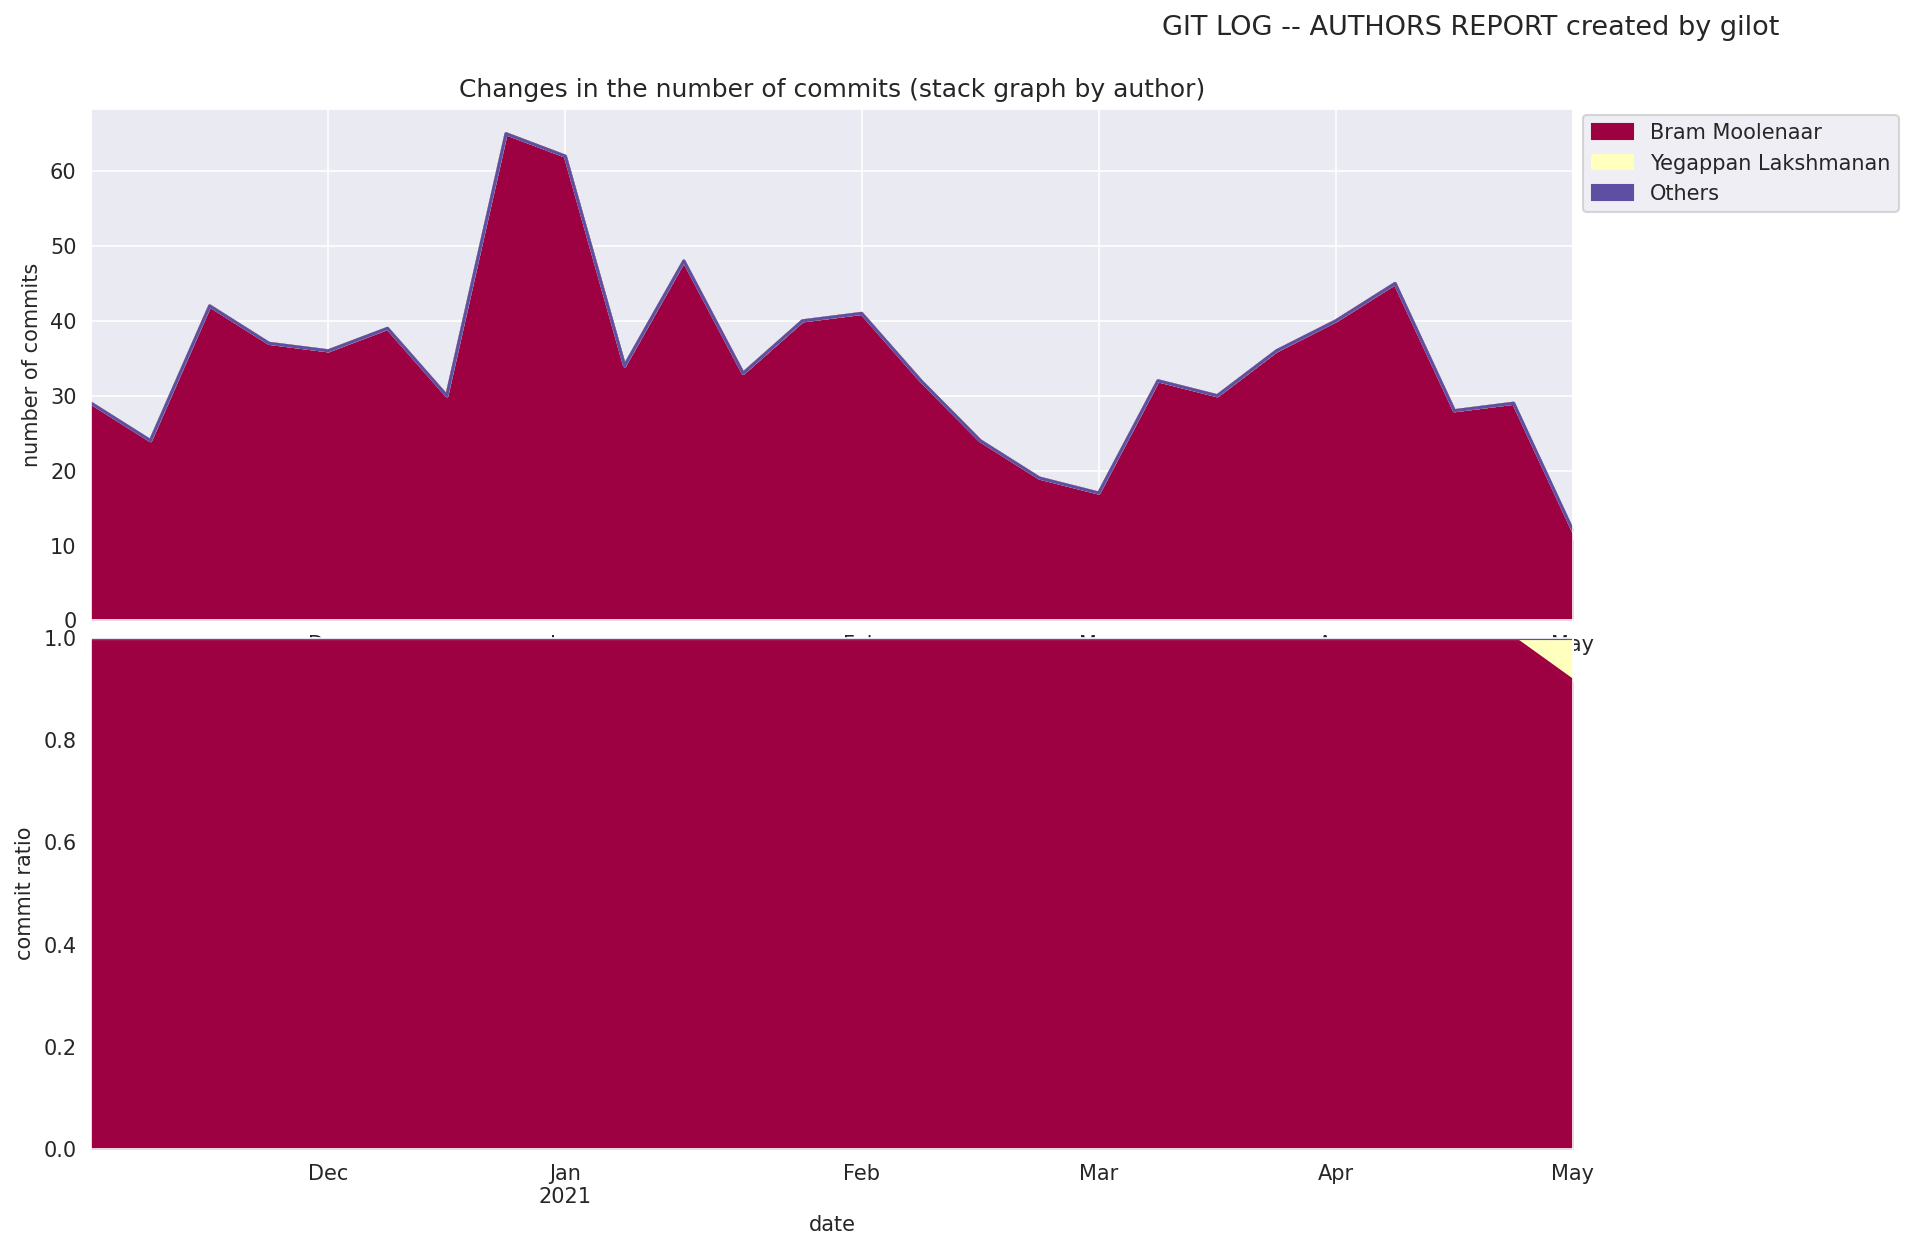 GIT LOG -- AUTHORS REPORT created by gilot
Changes in the number of commits (stack graph by author)
Bram Moolenaar
Yegappan Lakshmanan
Others
number of commits
60
50
40
30
20
10
0
May
commit ratio
1.0
0.8
0.6
0.4
0.2
0.0
Dec
Jan
Feb
Mar
Apr
May
2021
date